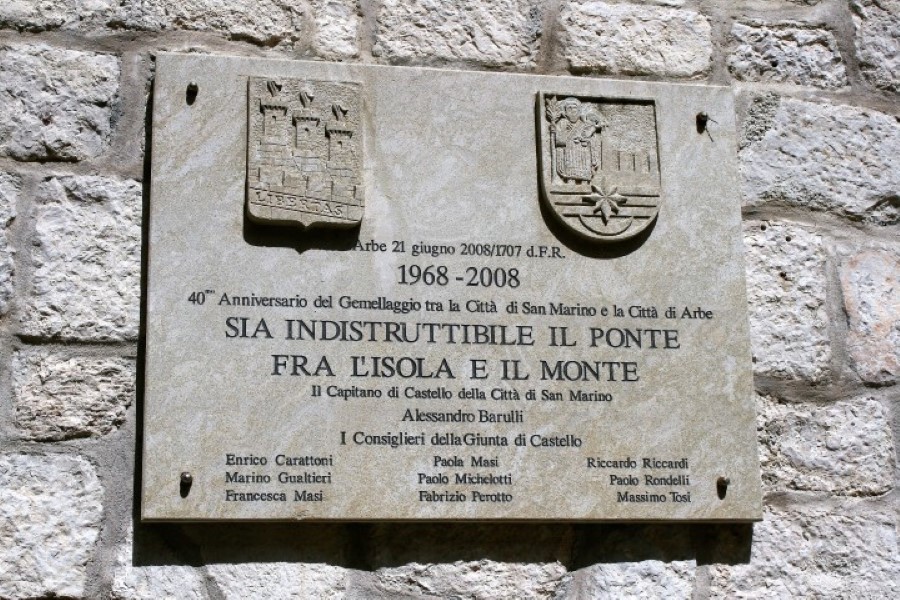 LIBERTAS
Arbe 21 giugno 2008/1707 d.F.R.
1968-2008
40mo Anniversario del Gemellaggio tra la Città di San Marino e la Città di Arbe
SIA INDISTRUTTIBILE IL PONTE
FRA L'ISOLA E IL MONTE
Il Capitano di Castello della Città di San Marino
Alessandro Barulli
I Consiglieri della Giunta di Castello
Enrico Carattoni Paola Masi Riccardo Riccardi
Marino Gualtieri Paolo Michelotti Paolo Rondelli
Francesca Masi Fabrizio Perotto Massimo Tosi